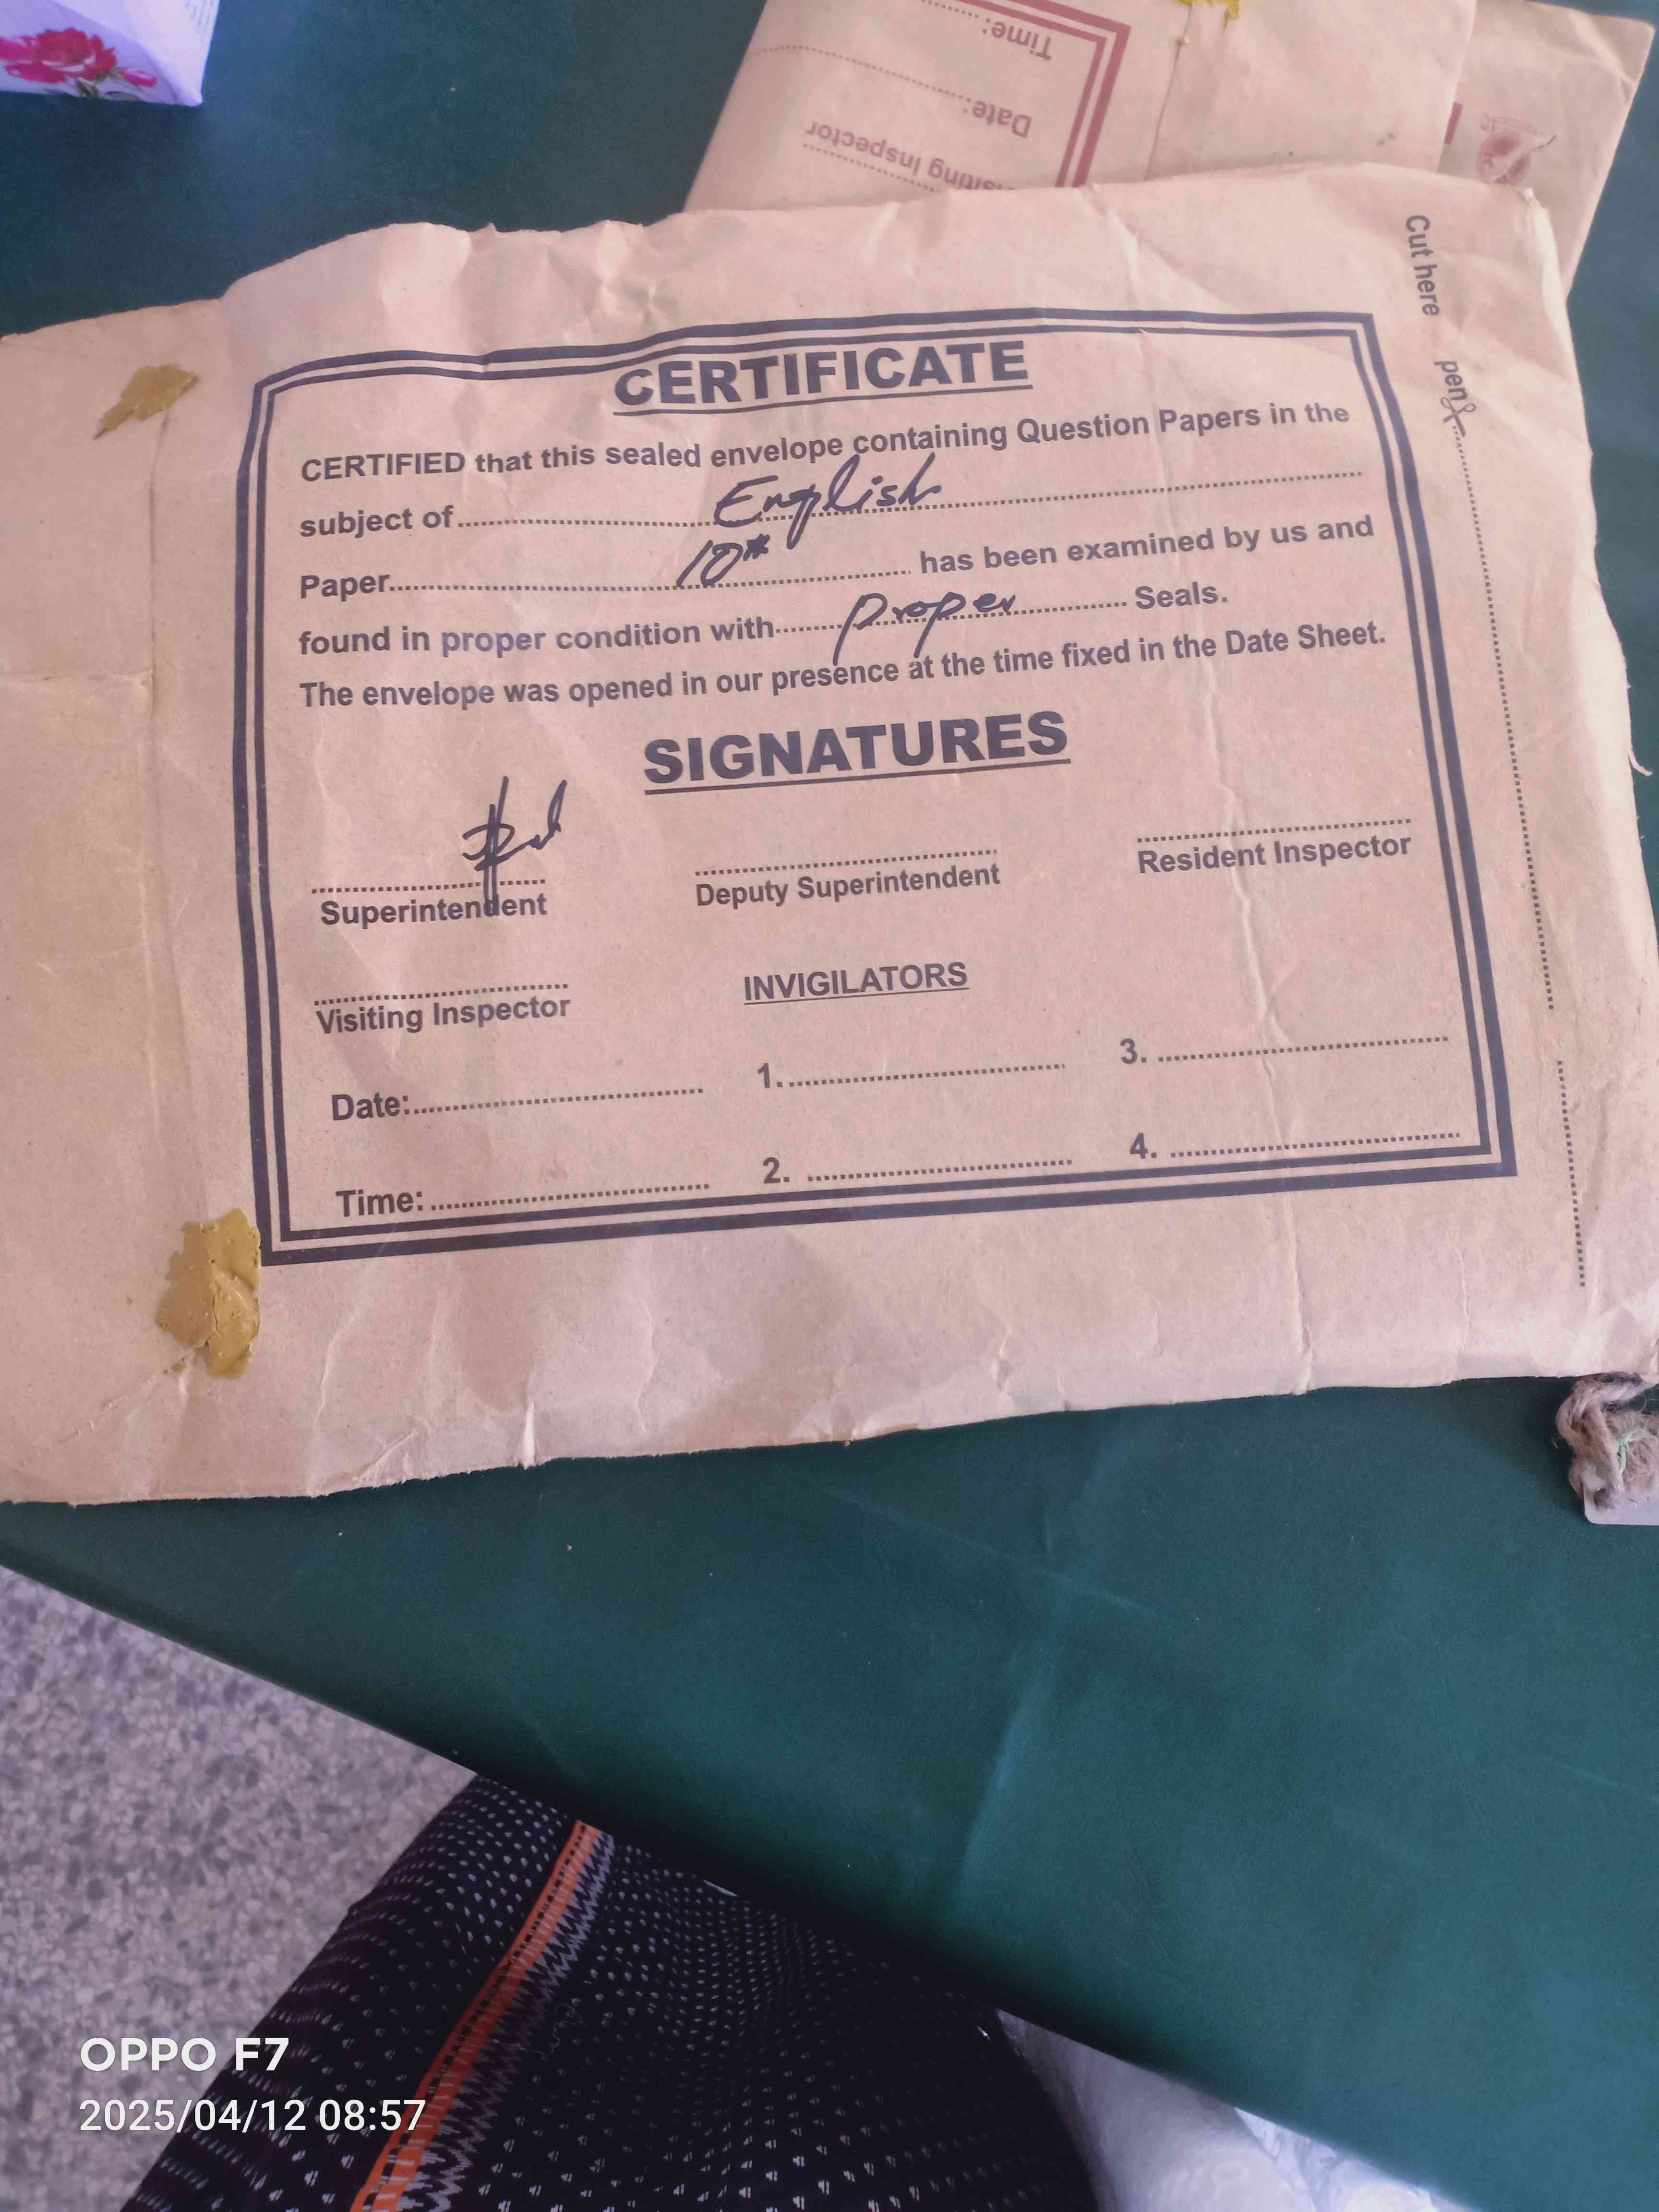 Time:
Date:
Inspector
Cut here
pen
CERTIFICATE
CERTIFIED that this sealed envelope containing Question Papers in the
subject of English
Paper 10th has been examined by us and
found in proper condition with proper Seals.
The envelope was opened in our presence at the time fixed in the Date Sheet.
SIGNATURES
Superintendent Deputy Superintendent Resident Inspector
Visiting Inspector INVIGILATORS
Date: 1. 3.
Time: 2. 4.
OPPO F7
2025/04/12 08:57